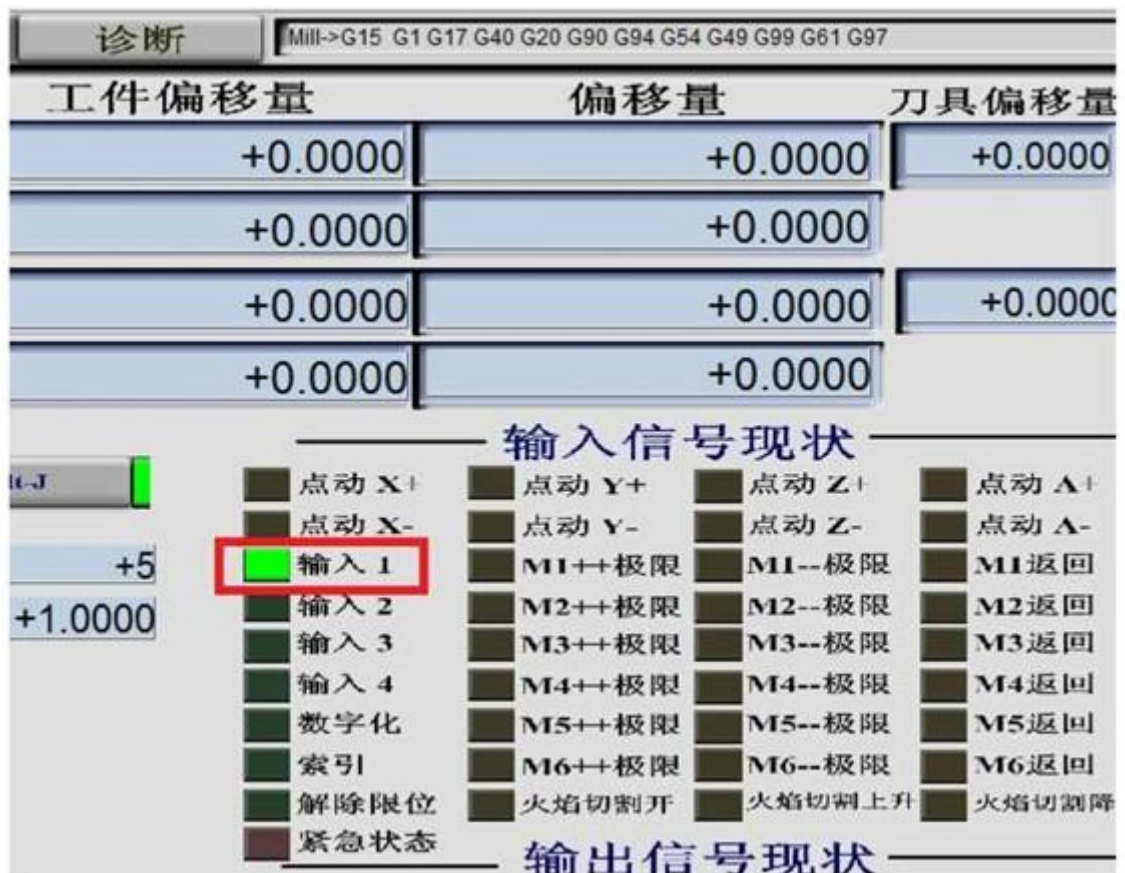 诊断 Mill->G15 G1 G17 G40 G20 G90 G94 G54 G49 G99 G61 G97
工件偏移量 偏移量 刀具偏移量
+0.0000 +0.0000 +0.0000
+0.0000 +0.0000
+0.0000 +0.0000 +0.0000
+0.0000 +0.0000
输入信号现状
点动 X+ 点动 Y+ 点动 Z+ 点动 A+
点动 X- 点动 Y- 点动 Z- 点动 A-
+5 输入 1 M1++极限 M1--极限 M1返回
+1.0000 输入 2 M2++极限 M2--极限 M2返回
输入 3 M3++极限 M3--极限 M3返回
输入 4 M4++极限 M4--极限 M4返回
数字化 M5++极限 M5--极限 M5返回
索引 M6++极限 M6--极限 M6返回
解除限位 火焰切割开 火焰切割上升 火焰切割降
紧急状态
输出信号现状